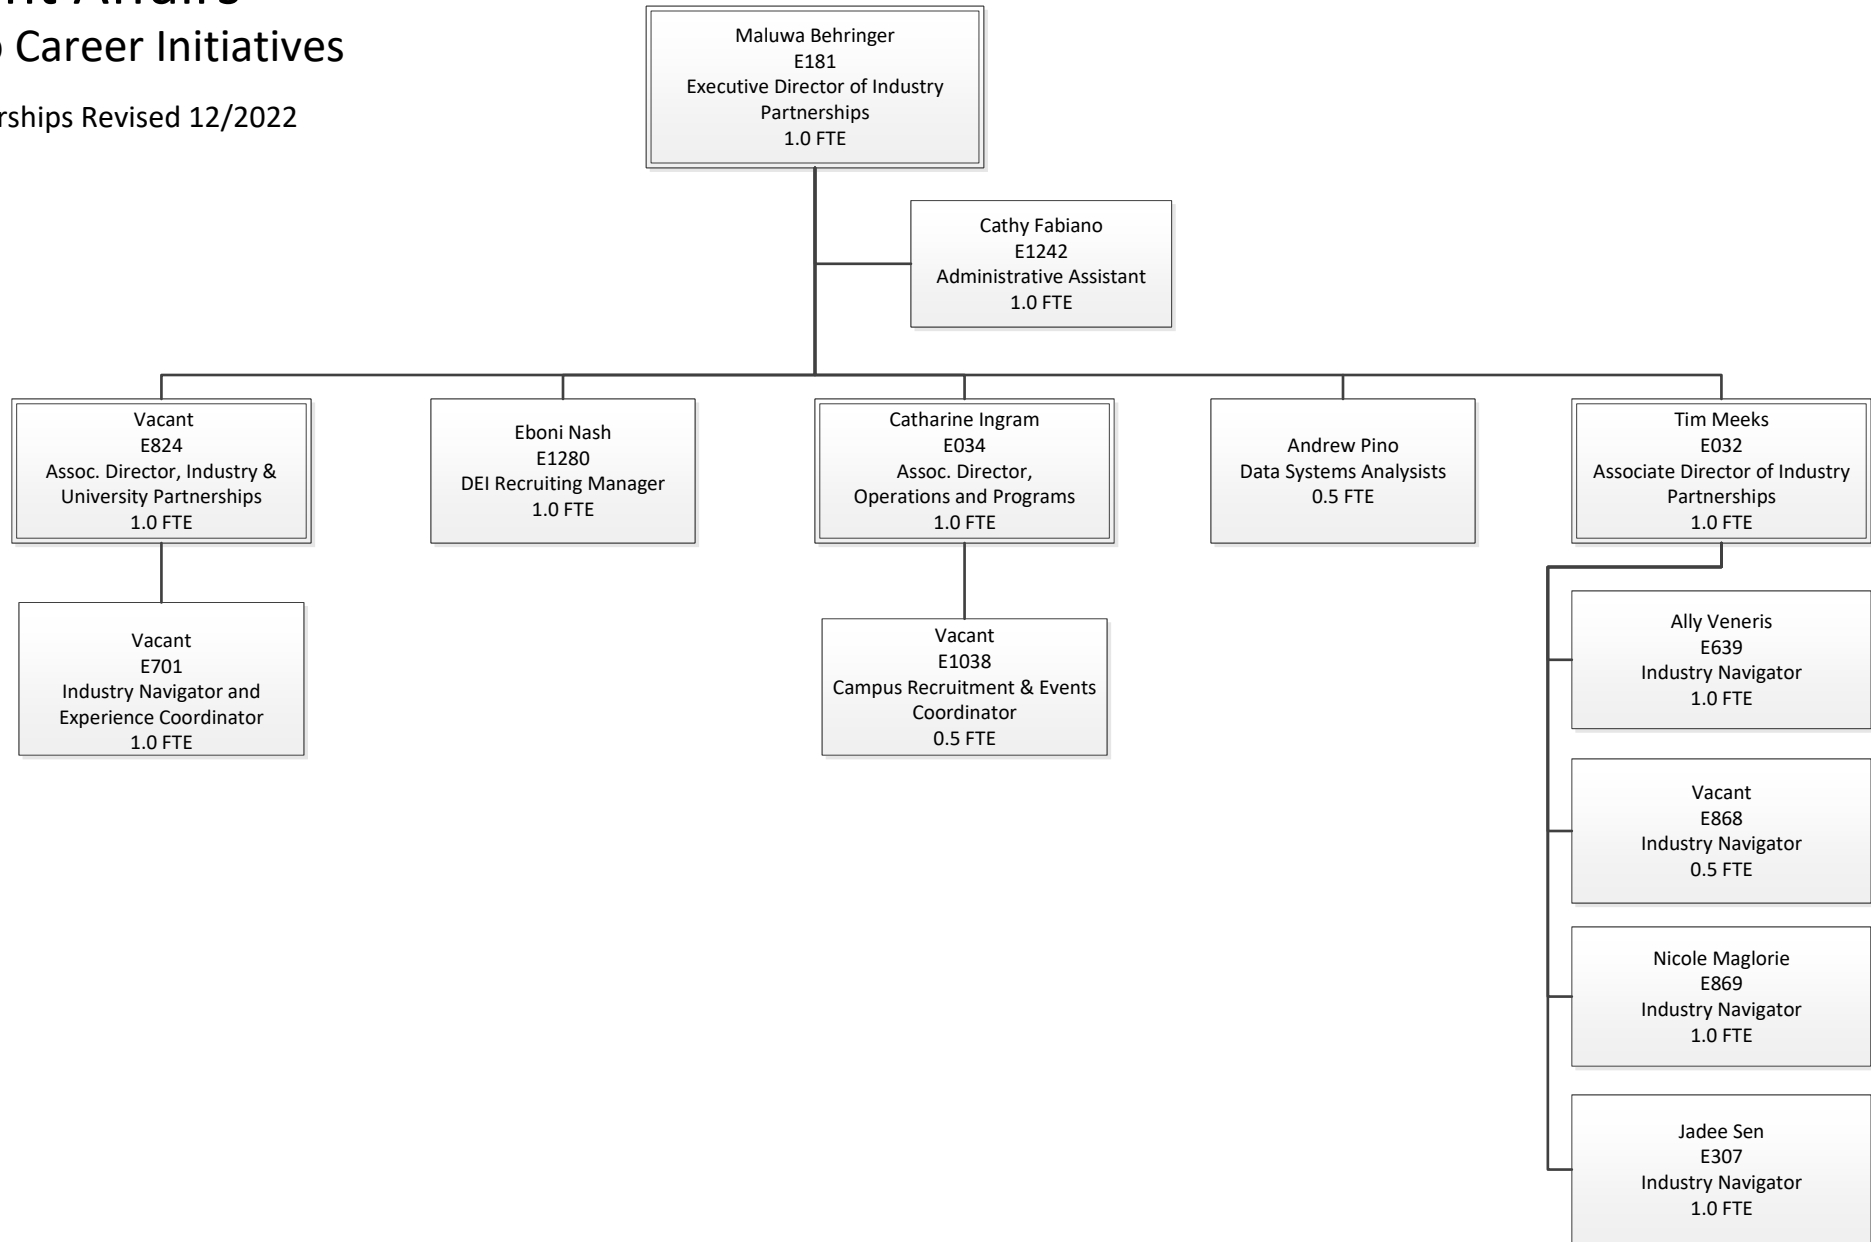 Career Initiatives
Revised 12/2022
Maluwa Behringer
E181
Executive Director of Industry
Partnerships
1.0 FTE
Cathy Fabiano
E1242
Administrative Assistant
1.0 FTE
Vacant
E824
Assoc. Director, Industry &
University Partnerships
1.0 FTE
Eboni Nash
E1280
DEI Recruiting Manager
1.0 FTE
Catharine Ingram
E034
Assoc. Director,
Operations and Programs
1.0 FTE
Andrew Pino
Data Systems Analysists
0.5 FTE
Tim Meeks
E032
Associate Director of Industry
Partnerships
1.0 FTE
Vacant
E701
Industry Navigator and
Experience Coordinator
1.0 FTE
Vacant
E1038
Campus Recruitment & Events
Coordinator
0.5 FTE
Ally Veneris
E639
Industry Navigator
1.0 FTE
Vacant
E868
Industry Navigator
0.5 FTE
Nicole Maglorie
E869
Industry Navigator
1.0 FTE
Jadee Sen
E307
Industry Navigator
1.0 FTE